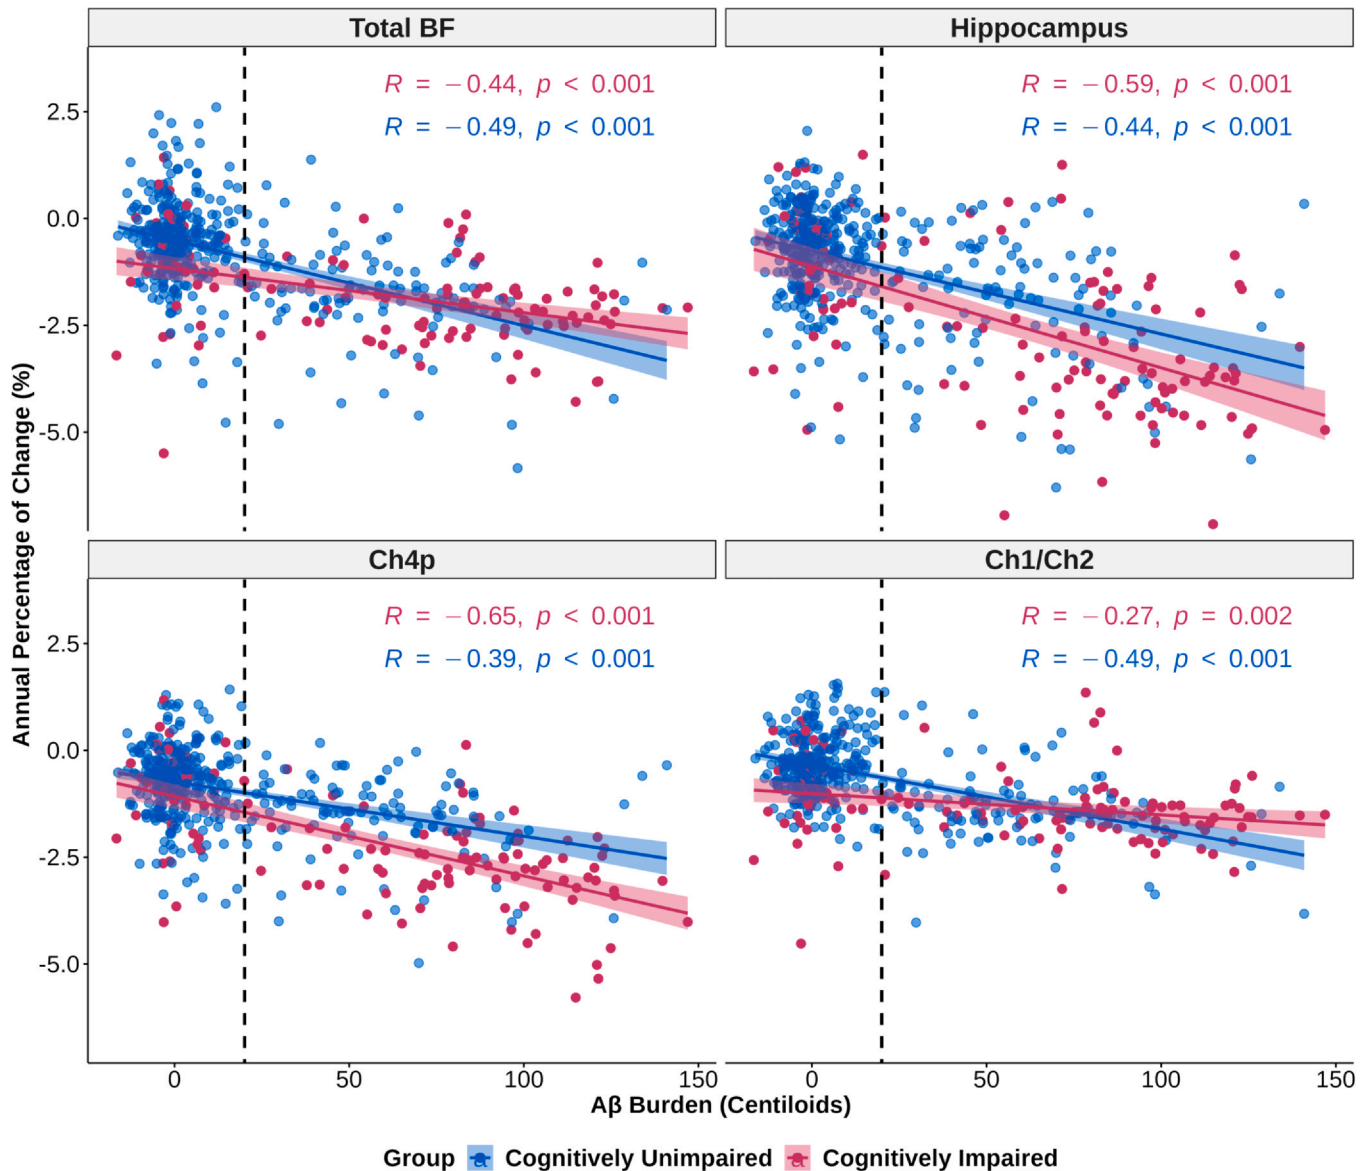 Total BF
Hippocampus
R = −0.44, p < 0.001
R = −0.49, p < 0.001
R = −0.59, p < 0.001
R = −0.44, p < 0.001
2.5
0.0
-2.5
-5.0
Ch4p
Ch1/Ch2
R = −0.65, p < 0.001
R = −0.39, p < 0.001
R = −0.27, p = 0.002
R = −0.49, p < 0.001
2.5
0.0
-2.5
-5.0
Annual Percentage of Change (%)
0 50 100 150
0 50 100 150
Aβ Burden (Centiloids)
Group a Cognitively Unimpaired a Cognitively Impaired